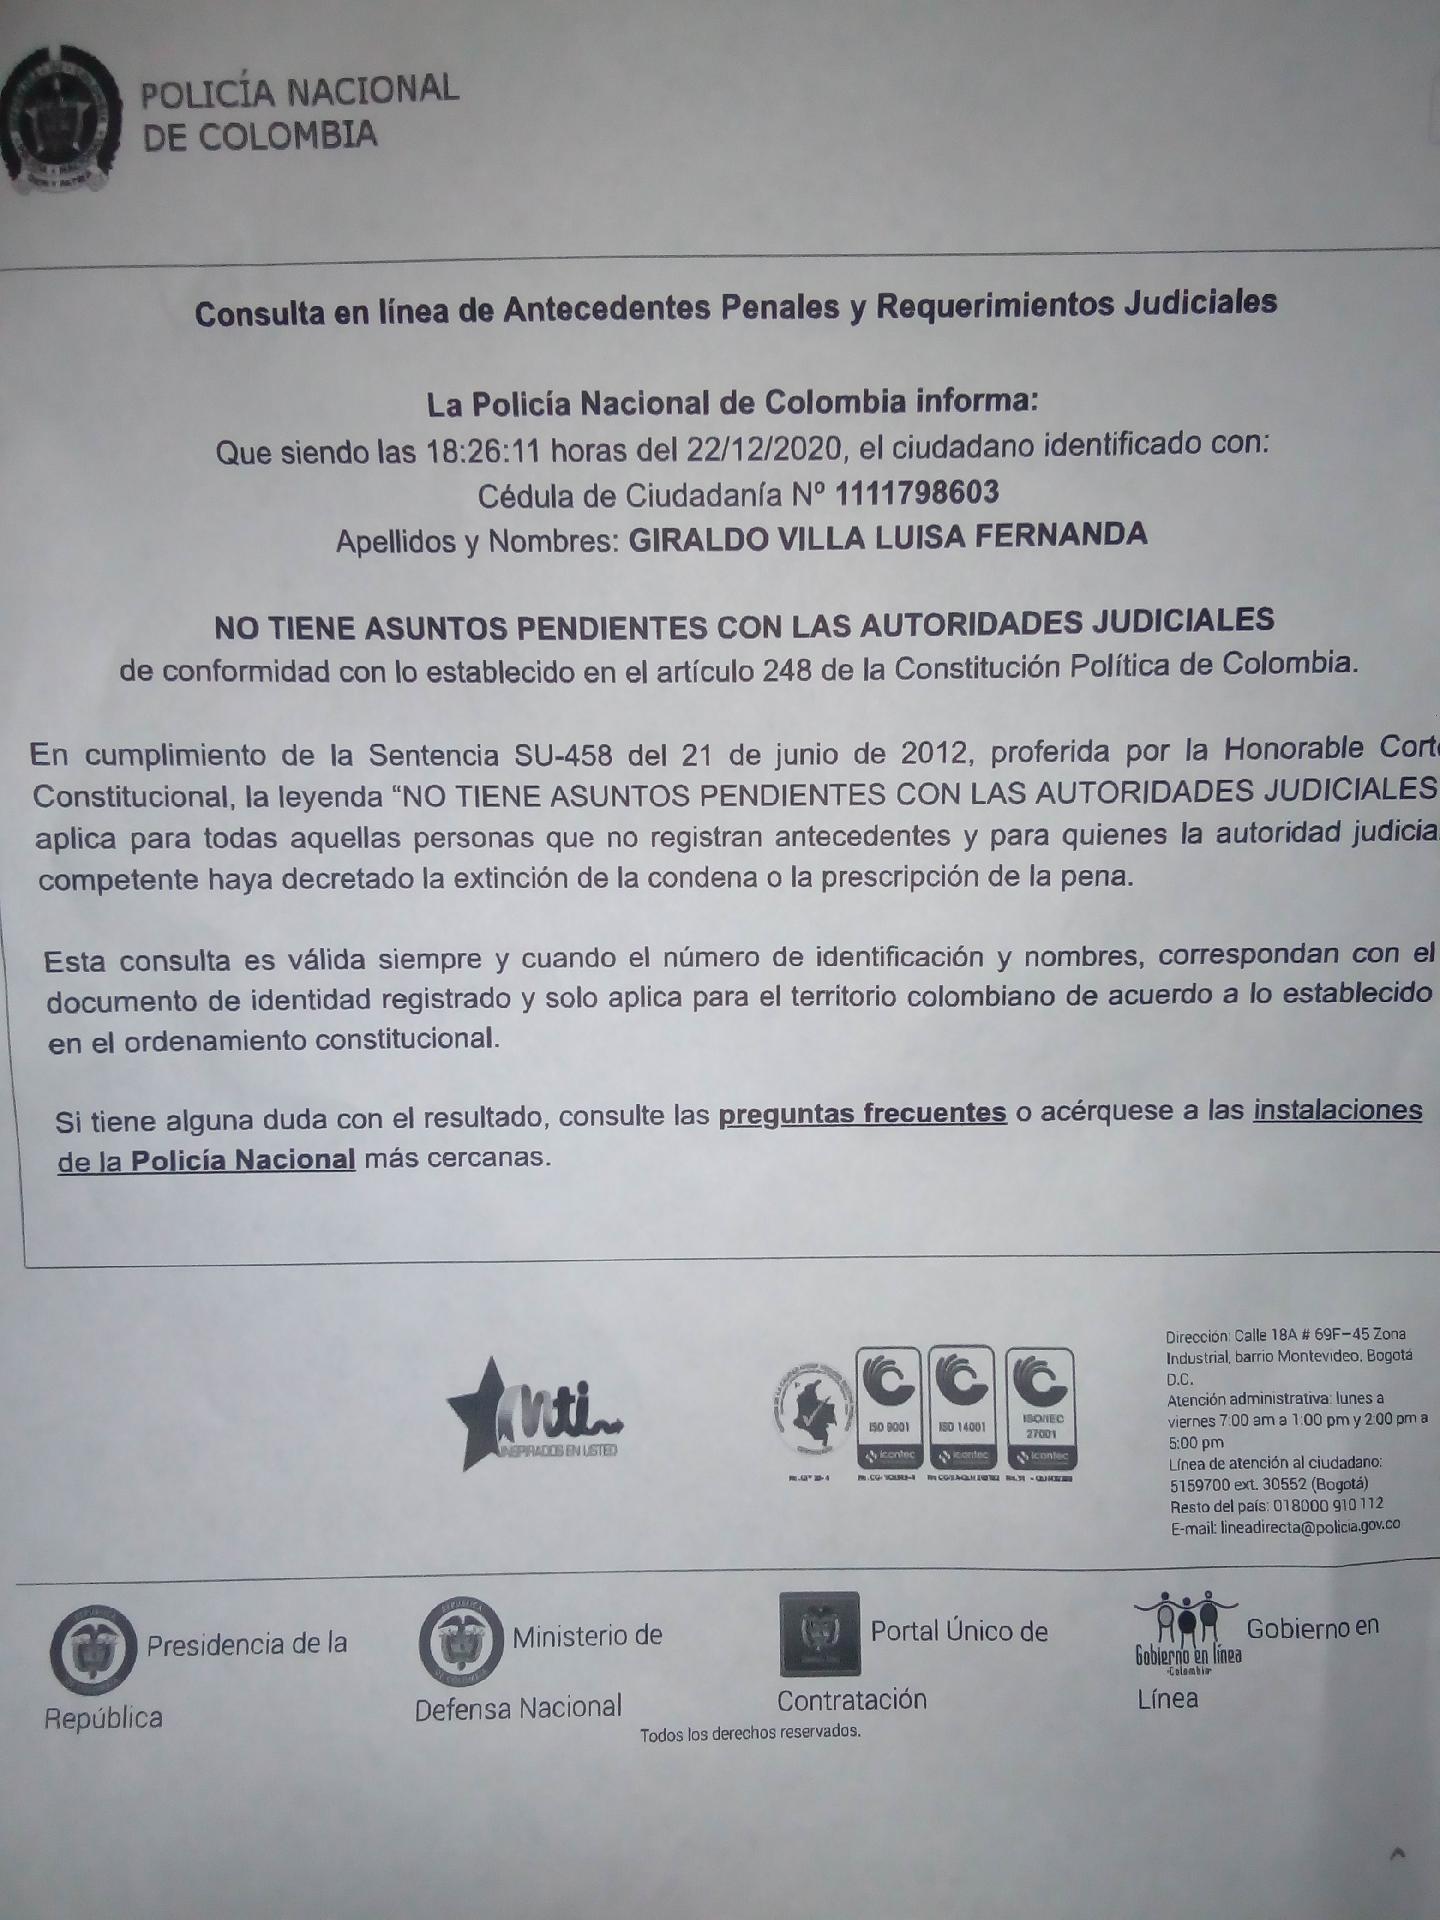 POLICÍA NACIONAL
DE COLOMBIA
Consulta en línea de Antecedentes Penales y Requerimientos Judiciales
La Policía Nacional de Colombia informa:
Que siendo las 18:26:11 horas del 22/12/2020, el ciudadano identificado con:
Cédula de Ciudadanía Nº 1111798603
Apellidos y Nombres: GIRALDO VILLA LUISA FERNANDA
NO TIENE ASUNTOS PENDIENTES CON LAS AUTORIDADES JUDICIALES
de conformidad con lo establecido en el artículo 248 de la Constitución Política de Colombia.
En cumplimiento de la Sentencia SU-458 del 21 de junio de 2012, proferida por la Honorable Corte
Constitucional, la leyenda “NO TIENE ASUNTOS PENDIENTES CON LAS AUTORIDADES JUDICIALES
aplica para todas aquellas personas que no registran antecedentes y para quienes la autoridad judicia
competente haya decretado la extinción de la condena o la prescripción de la pena.
Esta consulta es válida siempre y cuando el número de identificación y nombres, correspondan con el
documento de identidad registrado y solo aplica para el territorio colombiano de acuerdo a lo establecido
en el ordenamiento constitucional.
Si tiene alguna duda con el resultado, consulte las preguntas frecuentes o acérquese a las instalaciones
de la Policía Nacional más cercanas.
INSPIRADOS EN USTED
ISO 9001
ISO 14001
ISO/IEC
27001
icontec
icontec
icontec
Dirección: Calle 18A # 69F-45 Zona
Industrial, barrio Montevideo. Bogotá
D.C.
Atención administrativa: lunes a
viernes 7:00 am a 1:00 pm y 2:00 pm a
5:00 pm
Línea de atención al ciudadano:
5159700 ext. 30552 (Bogotá)
Resto del país: 018000 910 112
E-mail: lineadirecta@policia.gov.co
Presidencia de la
República
Ministerio de
Defensa Nacional
Portal Único de
Contratación
Gobierno en línea
Colombia
Gobierno en
Línea
Todos los derechos reservados.